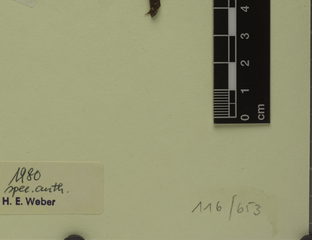 4
3
2
1
0 cm
1980
spec. auth.
H. E. Weber
116/653